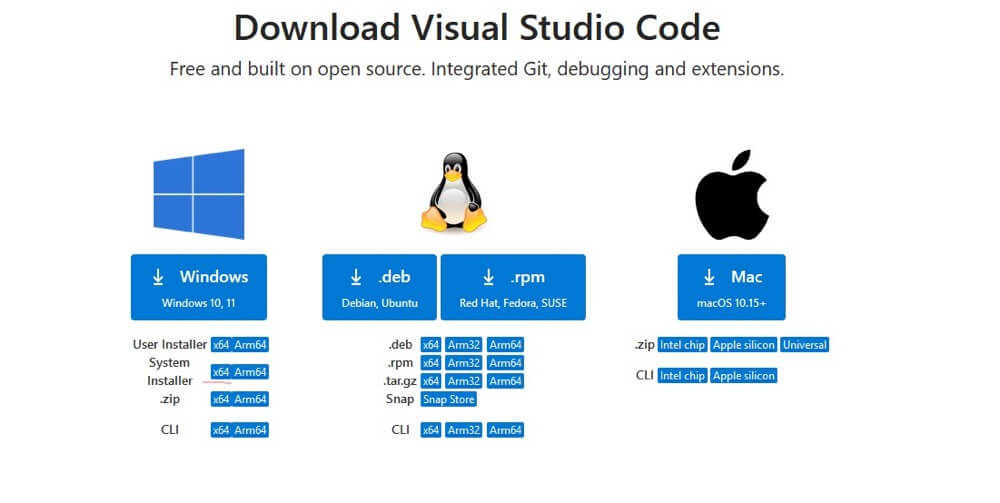 Download Visual Studio Code
Free and built on open source. Integrated Git, debugging and extensions.
Windows
Windows 10, 11
User Installer x64 Arm64
System
Installer x64 Arm64
.zip x64 Arm64
CLI x64 Arm64
.deb
Debian, Ubuntu
.rpm
Red Hat, Fedora, SUSE
.deb x64 Arm32 Arm64
.rpm x64 Arm32 Arm64
.tar.gz x64 Arm32 Arm64
Snap Snap Store
CLI x64 Arm32 Arm64
Mac
macOS 10.15+
.zip Intel chip Apple silicon Universal
CLI Intel chip Apple silicon